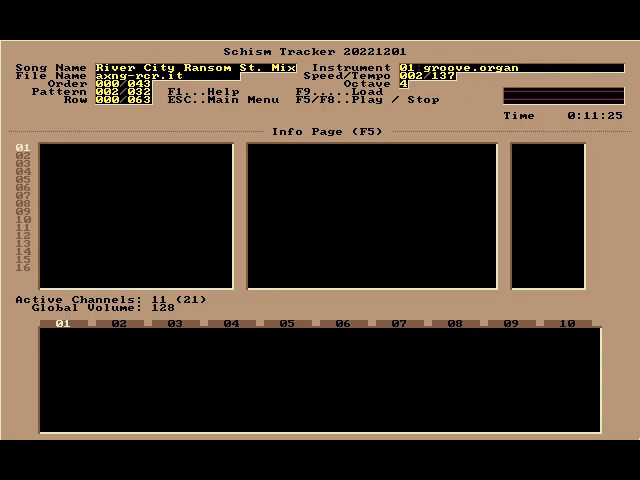 Schism Tracker 20221201
Song Name River City Ransom St. Mix Instrument 01 groove.organ
File Name axng-rcr.it Speed/Tempo 002/137
Order 000/043 Octave 4
Pattern 002/032 F1...Help F9.....Load
Row 000/063 ESC..Main Menu F5/F8..Play / Stop
Time 0:11:25
Info Page (F5)
01
02
03
04
05
06
07
08
09
10
11
12
13
14
15
16
Active Channels: 11 (21)
Global Volume: 128
01 02 03 04 05 06 07 08 09 10